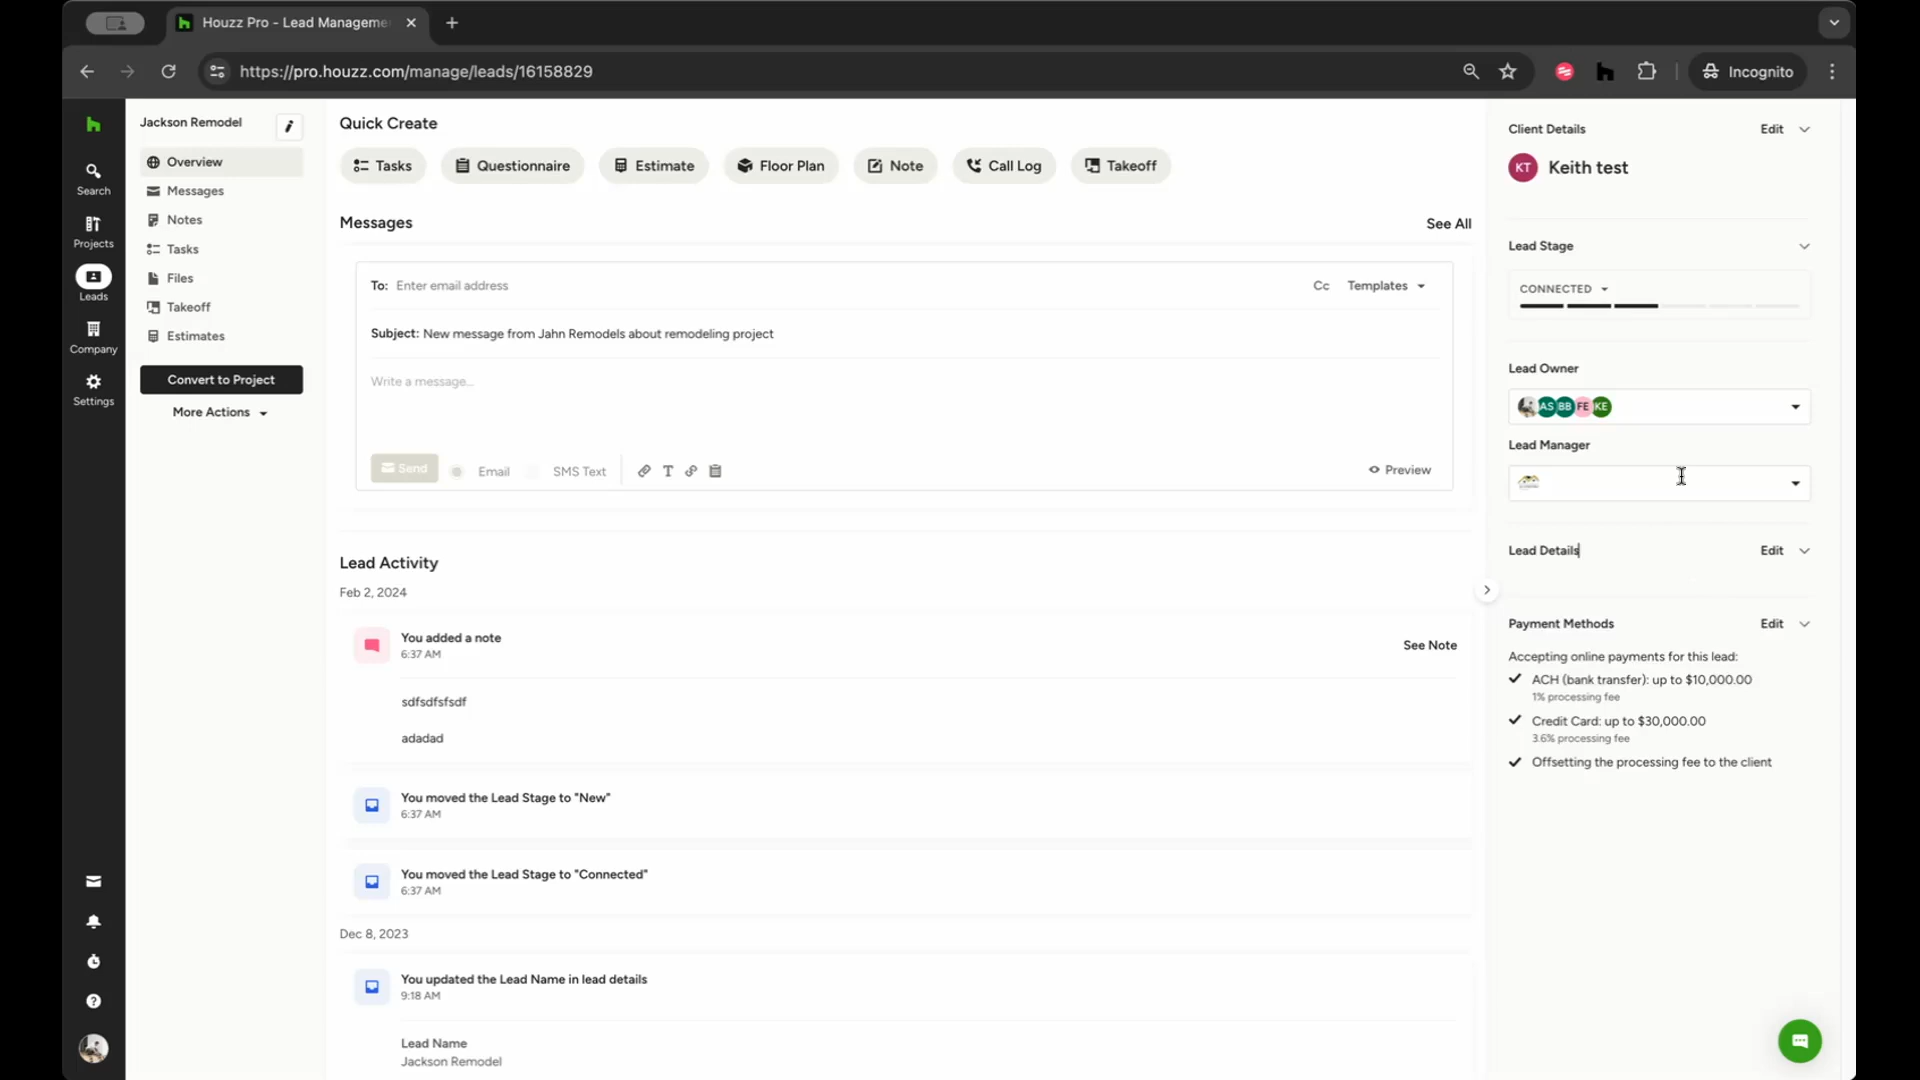 Houzz Pro - Lead Manageme
https://pro.houzz.com/manage/leads/16158829
Incognito
Search
Projects
Leads
Company
Settings
Jackson Remodel
Overview
Messages
Notes
Tasks
Files
Takeoff
Estimates
Convert to Project
More Actions
Quick Create
Tasks
Questionnaire
Estimate
Floor Plan
Note
Call Log
Takeoff
Messages
See All
To: Enter email address
Cc
Templates
Subject: New message from Jahn Remodels about remodeling project
Write a message...
Send
Email
SMS Text
Preview
Lead Activity
Feb 2, 2024
You added a note
6:37 AM
See Note
sdfsdfsfsdf
adadad
You moved the Lead Stage to "New"
6:37 AM
You moved the Lead Stage to "Connected"
6:37 AM
Dec 8, 2023
You updated the Lead Name in lead details
9:18 AM
Lead Name
Jackson Remodel
Client Details
Edit
KT
Keith test
Lead Stage
CONNECTED
Lead Owner
AS BB FE KE
Lead Manager
Lead Details
Edit
Payment Methods
Edit
Accepting online payments for this lead:
ACH (bank transfer): up to $10,000.00
1% processing fee
Credit Card: up to $30,000.00
3.6% processing fee
Offsetting the processing fee to the client